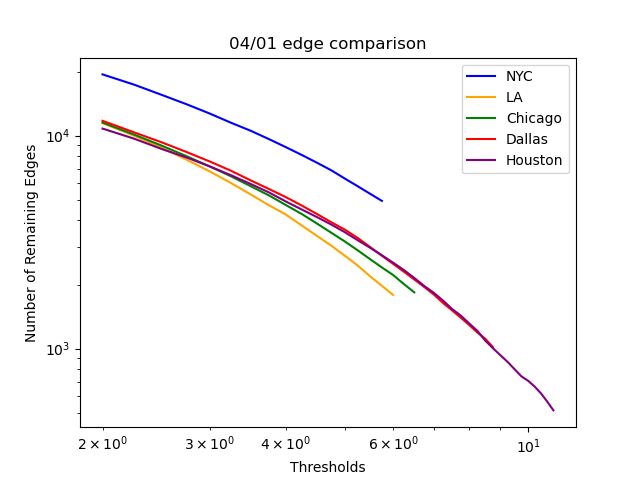 04/01 edge comparison
NYC
LA
Chicago
Dallas
Houston
Number of Remaining Edges
10⁴
10³
2 × 10⁰
3 × 10⁰
4 × 10⁰
6 × 10⁰
10¹
Thresholds